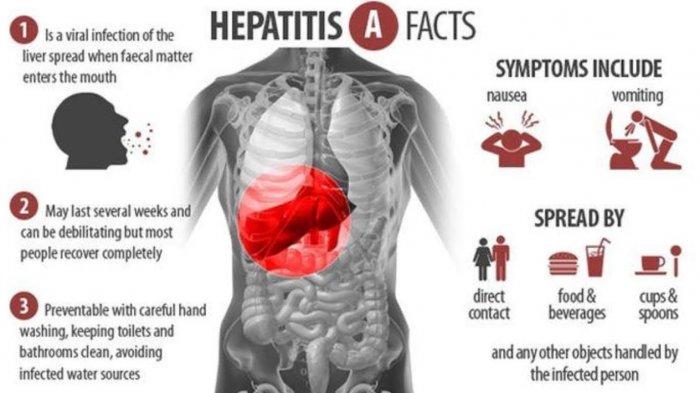 HEPATITIS A FACTS
1 Is a viral infection of the
liver spread when faecal matter
enters the mouth
2 May last several weeks and
can be debilitating but most
people recover completely
3 Preventable with careful hand
washing, keeping toilets and
bathrooms clean, avoiding
infected water sources
SYMPTOMS INCLUDE
nausea
vomiting
SPREAD BY
direct
contact
food &
beverages
cups &
spoons
and any other objects handled by
the infected person